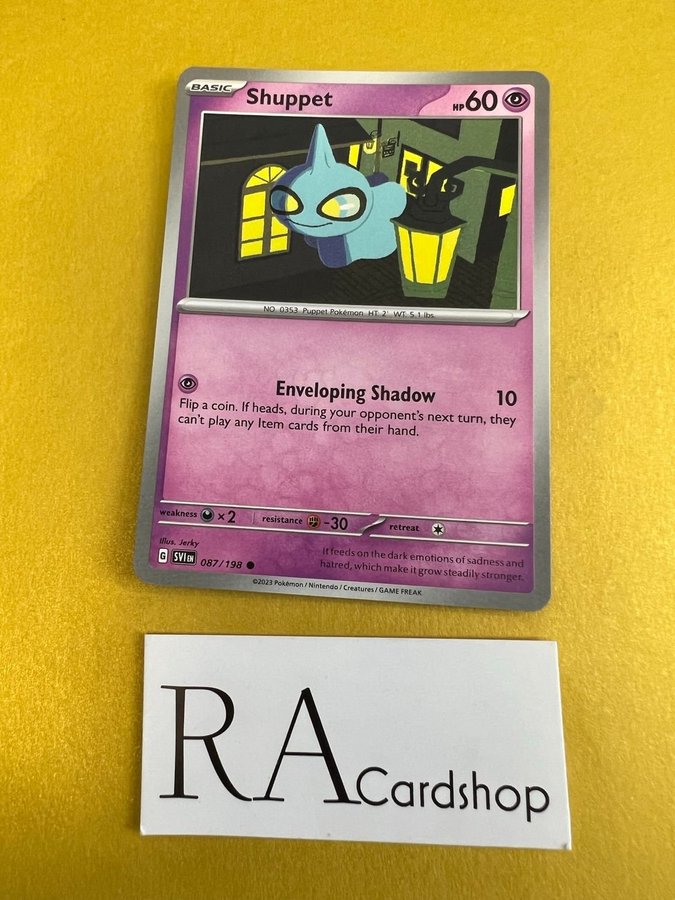 BASIC
Shuppet
HP 60
NO. 0353 Puppet Pokémon HT: 2' WT: 5.1 lbs.
Enveloping Shadow 10
Flip a coin. If heads, during your opponent's next turn, they
can't play any Item cards from their hand.
weakness ×2 resistance -30 retreat
Illus. Jerky
G SVI EN 087/198
It feeds on the dark emotions of sadness and
hatred, which make it grow steadily stronger.
©2023 Pokémon / Nintendo / Creatures / GAME FREAK
RA Cardshop